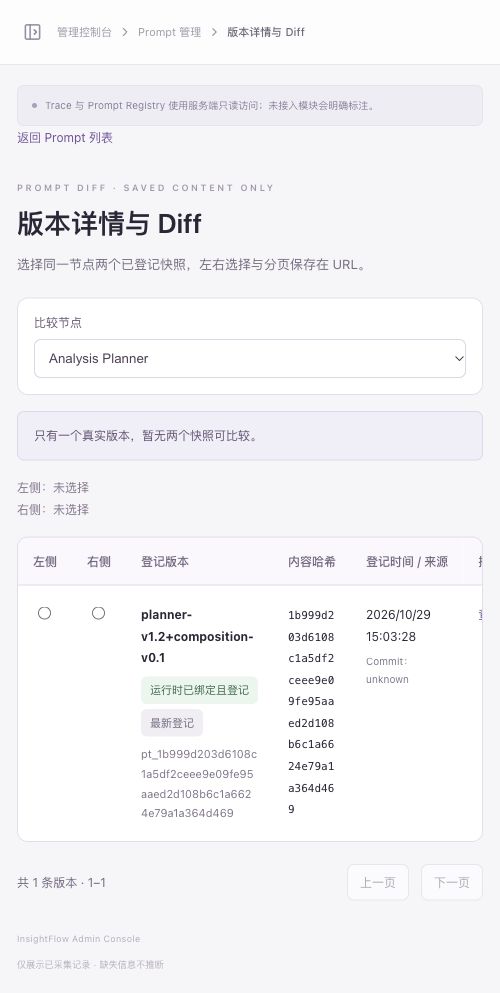 管理控制台 > Prompt 管理 > 版本详情与 Diff
Trace 与 Prompt Registry 使用服务端只读访问；未接入模块会明确标注。
返回 Prompt 列表
PROMPT DIFF · SAVED CONTENT ONLY
版本详情与 Diff
选择同一节点两个已登记快照，左右选择与分页保存在 URL。
比较节点
Analysis Planner
只有一个真实版本，暂无两个快照可比较。
左侧：未选择
右侧：未选择
左侧 右侧 登记版本 内容哈希 登记时间 / 来源
planner-
v1.2+composition-
v0.1
运行时已绑定且登记
最新登记
pt_1b999d203d6108c
1a5df2ceee9e09fe95
aaed2d108b6c1a662
4e79a1a364d469
1b999d2
03d6108
c1a5df2
ceee9e0
9fe95aa
ed2d108
b6c1a66
24e79a1
a364d46
9
2026/10/29
15:03:28
Commit:
unknown
共 1 条版本 · 1–1
上一页
下一页
InsightFlow Admin Console
仅展示已采集记录 · 缺失信息不推断